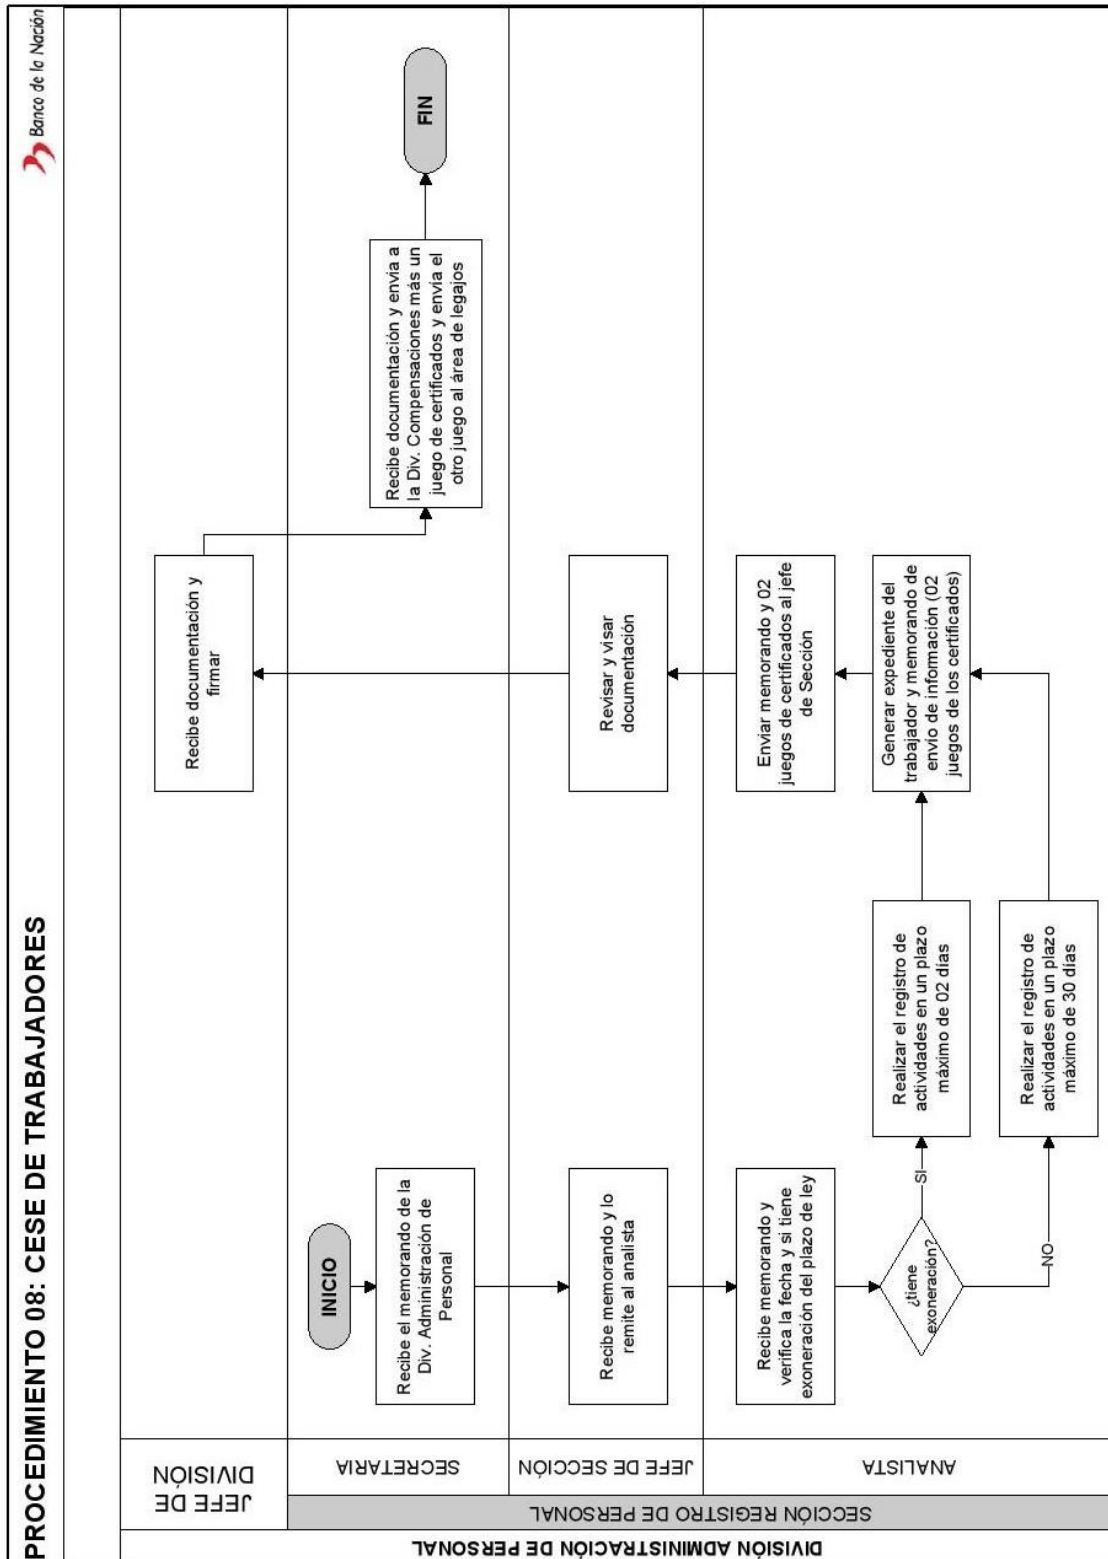 PROCEDIMIENTO 08: CESE DE TRABAJADORES
Banco de la Nación
DIVISIÓN ADMINISTRACIÓN DE PERSONAL
JEFE DE
DIVISIÓN
SECCIÓN REGISTRO DE PERSONAL
SECRETARIA
JEFE DE SECCIÓN
ANALISTA
INICIO
Recibe el memorando de la
Div. Administración de
Personal
Recibe memorando y lo
remite al analista
Recibe memorando y
verifica la fecha y si tiene
exoneración del plazo de ley
¿tiene
exoneración?
SI
NO
Realizar el registro de
actividades en un plazo
máximo de 02 días
Realizar el registro de
actividades en un plazo
máximo de 30 días
Generar expediente del
trabajador y memorando de
envío de información (02
juegos de los certificados)
Enviar memorando y 02
juegos de certificados al jefe
de Sección
Revisar y visar
documentación
Recibe documentación y
firmar
Recibe documentación y envía a
la Div. Compensaciones más un
juego de certificados y envía el
otro juego al área de legajos
FIN